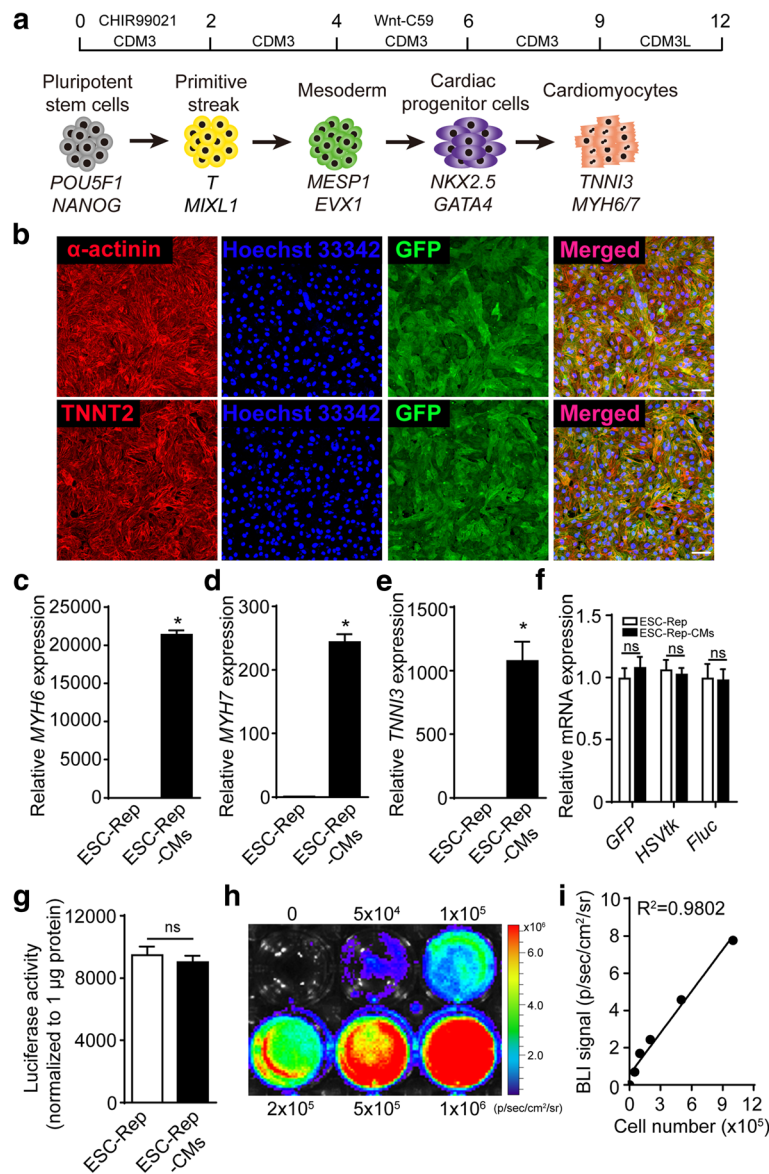 a
0 CHIR99021 2 4 Wnt-C59 6 9 12
CDM3 CDM3 CDM3 CDM3 CDM3L
Pluripotent
stem cells
Primitive
streak
Mesoderm
Cardiac
progenitor cells
Cardiomyocytes
POU5F1
NANOG
T
MIXL1
MESP1
EVX1
NKX2.5
GATA4
TNNI3
MYH6/7
b
α-actinin Hoechst 33342 GFP Merged
TNNT2 Hoechst 33342 GFP Merged
c
Relative MYH6 expression
25000
20000
15000
10000
5000
0
*
ESC-Rep
ESC-Rep
-CMs
d
Relative MYH7 expression
300
200
100
0
*
ESC-Rep
ESC-Rep
-CMs
e
Relative TNNI3 expression
1500
1000
500
0
*
ESC-Rep
ESC-Rep
-CMs
f
Relative mRNA expression
1.5
1.0
0.5
0
ESC-Rep
ESC-Rep-CMs
ns ns ns
GFP HSVtk Fluc
g
Luciferase activity
(normalized to 1 µg protein)
12000
8000
4000
0
ns
ESC-Rep
ESC-Rep
-CMs
h
0 5x10⁴ 1x10⁵
2x10⁵ 5x10⁵ 1x10⁶
x10⁶
6.0
4.0
2.0
(p/sec/cm²/sr)
i
R²=0.9802
BLI signal (p/sec/cm²/sr)
10
8
6
4
2
0
0 3 6 9 12
Cell number (x10⁵)